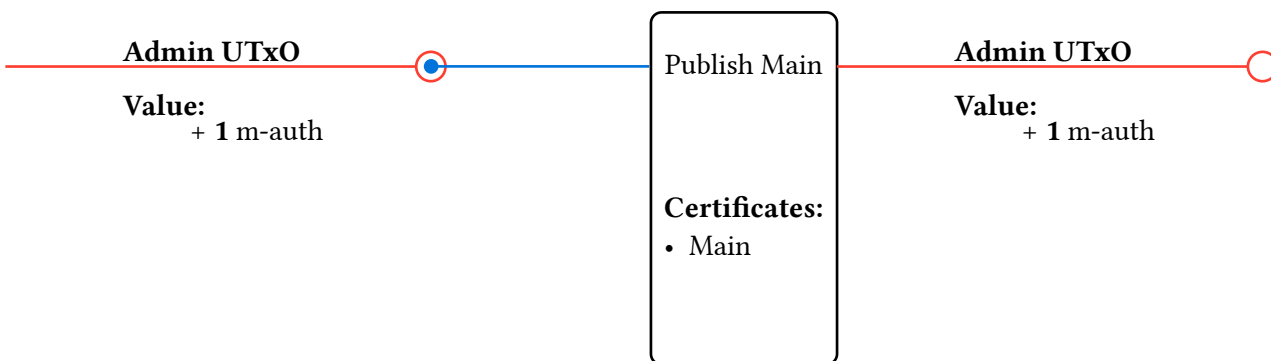 Admin UTxO
Value:
+ 1 m-auth
Publish Main
Certificates:
• Main
Admin UTxO
Value:
+ 1 m-auth